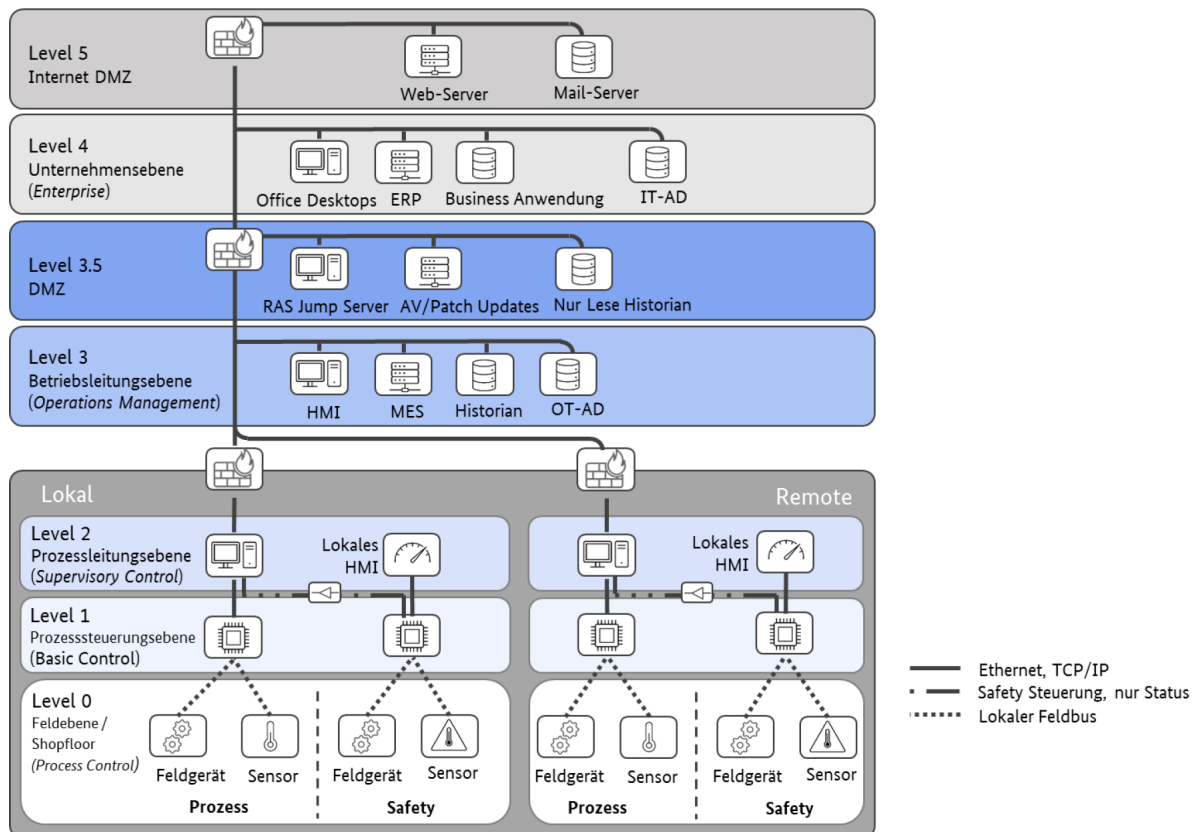 Level 5
Internet DMZ
Web-Server
Mail-Server
Level 4
Unternehmensebene
(Enterprise)
Office Desktops
ERP
Business Anwendung
IT-AD
Level 3.5
DMZ
RAS Jump Server
AV/Patch Updates
Nur Lese Historian
Level 3
Betriebsleitungsebene
(Operations Management)
HMI
MES
Historian
OT-AD
Lokal
Remote
Level 2
Prozessleitungsebene
(Supervisory Control)
Lokales
HMI
Lokales
HMI
Level 1
Prozesssteuerungsebene
(Basic Control)
Level 0
Feldebene /
Shopfloor
(Process Control)
Feldgerät
Sensor
Feldgerät
Sensor
Feldgerät
Sensor
Feldgerät
Sensor
Prozess
Safety
Prozess
Safety
Ethernet, TCP/IP
Safety Steuerung, nur Status
Lokaler Feldbus